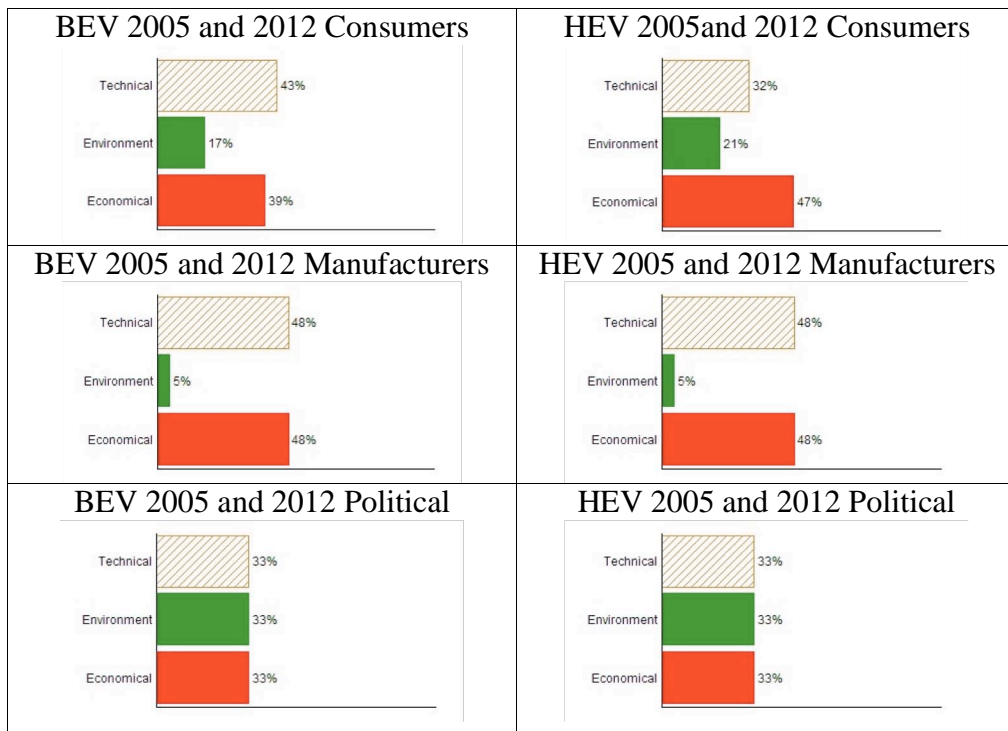 BEV 2005 and 2012 Consumers
Technical 43%
Environment 17%
Economical 39%
HEV 2005and 2012 Consumers
Technical 32%
Environment 21%
Economical 47%
BEV 2005 and 2012 Manufacturers
Technical 48%
Environment 5%
Economical 48%
HEV 2005 and 2012 Manufacturers
Technical 48%
Environment 5%
Economical 48%
BEV 2005 and 2012 Political
Technical 33%
Environment 33%
Economical 33%
HEV 2005 and 2012 Political
Technical 33%
Environment 33%
Economical 33%